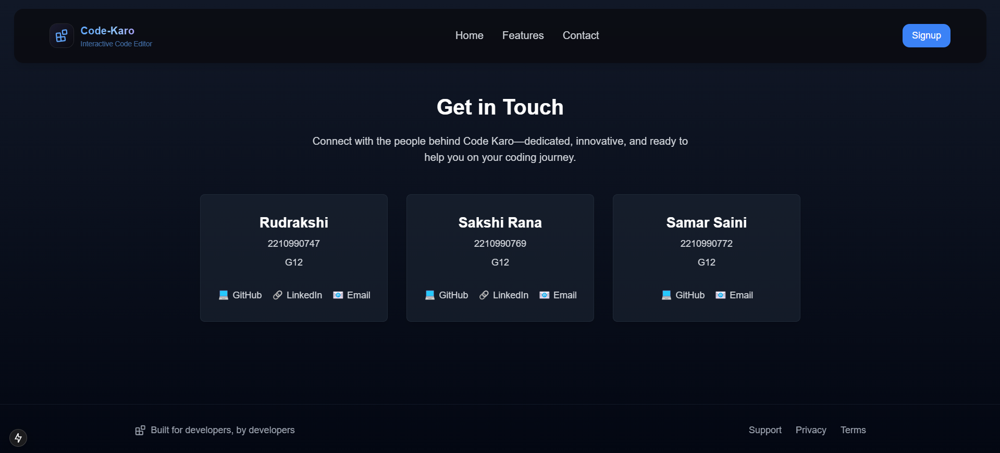 Code-Karo
Interactive Code Editor
Home
Features
Contact
Signup
Get in Touch
Connect with the people behind Code Karo—dedicated, innovative, and ready to
help you on your coding journey.
Rudrakshi
2210990747
G12
GitHub
LinkedIn
Email
Sakshi Rana
2210990769
G12
GitHub
LinkedIn
Email
Samar Saini
2210990772
G12
GitHub
Email
Built for developers, by developers
Support
Privacy
Terms